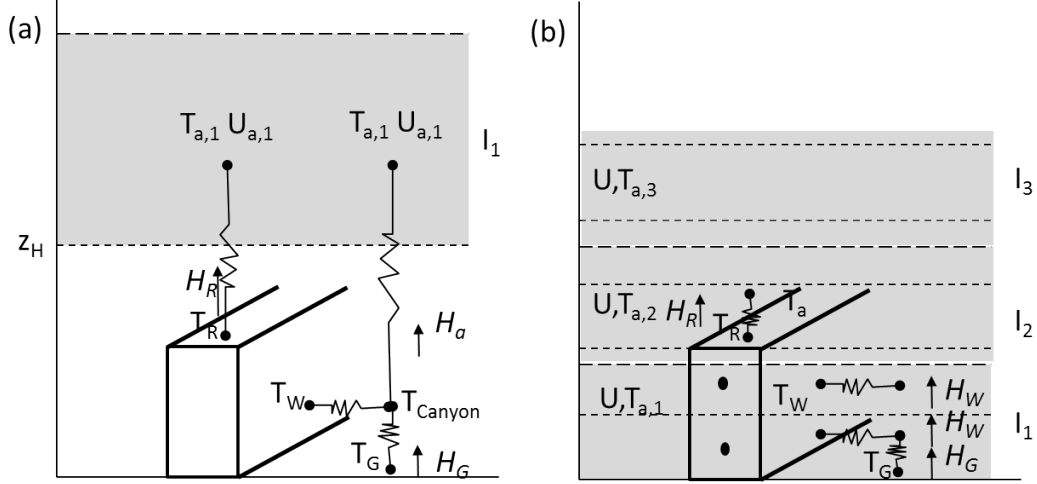 (a)
T_a,1 U_a,1 T_a,1 U_a,1
I_1
z_H
H_R
T_R
H_a
T_W T_Canyon
T_G H_G
(b)
U,T_a,3 I_3
U,T_a,2 H_R T_R T_a I_2
U,T_a,1 T_W H_W
H_W I_1
T_G H_G